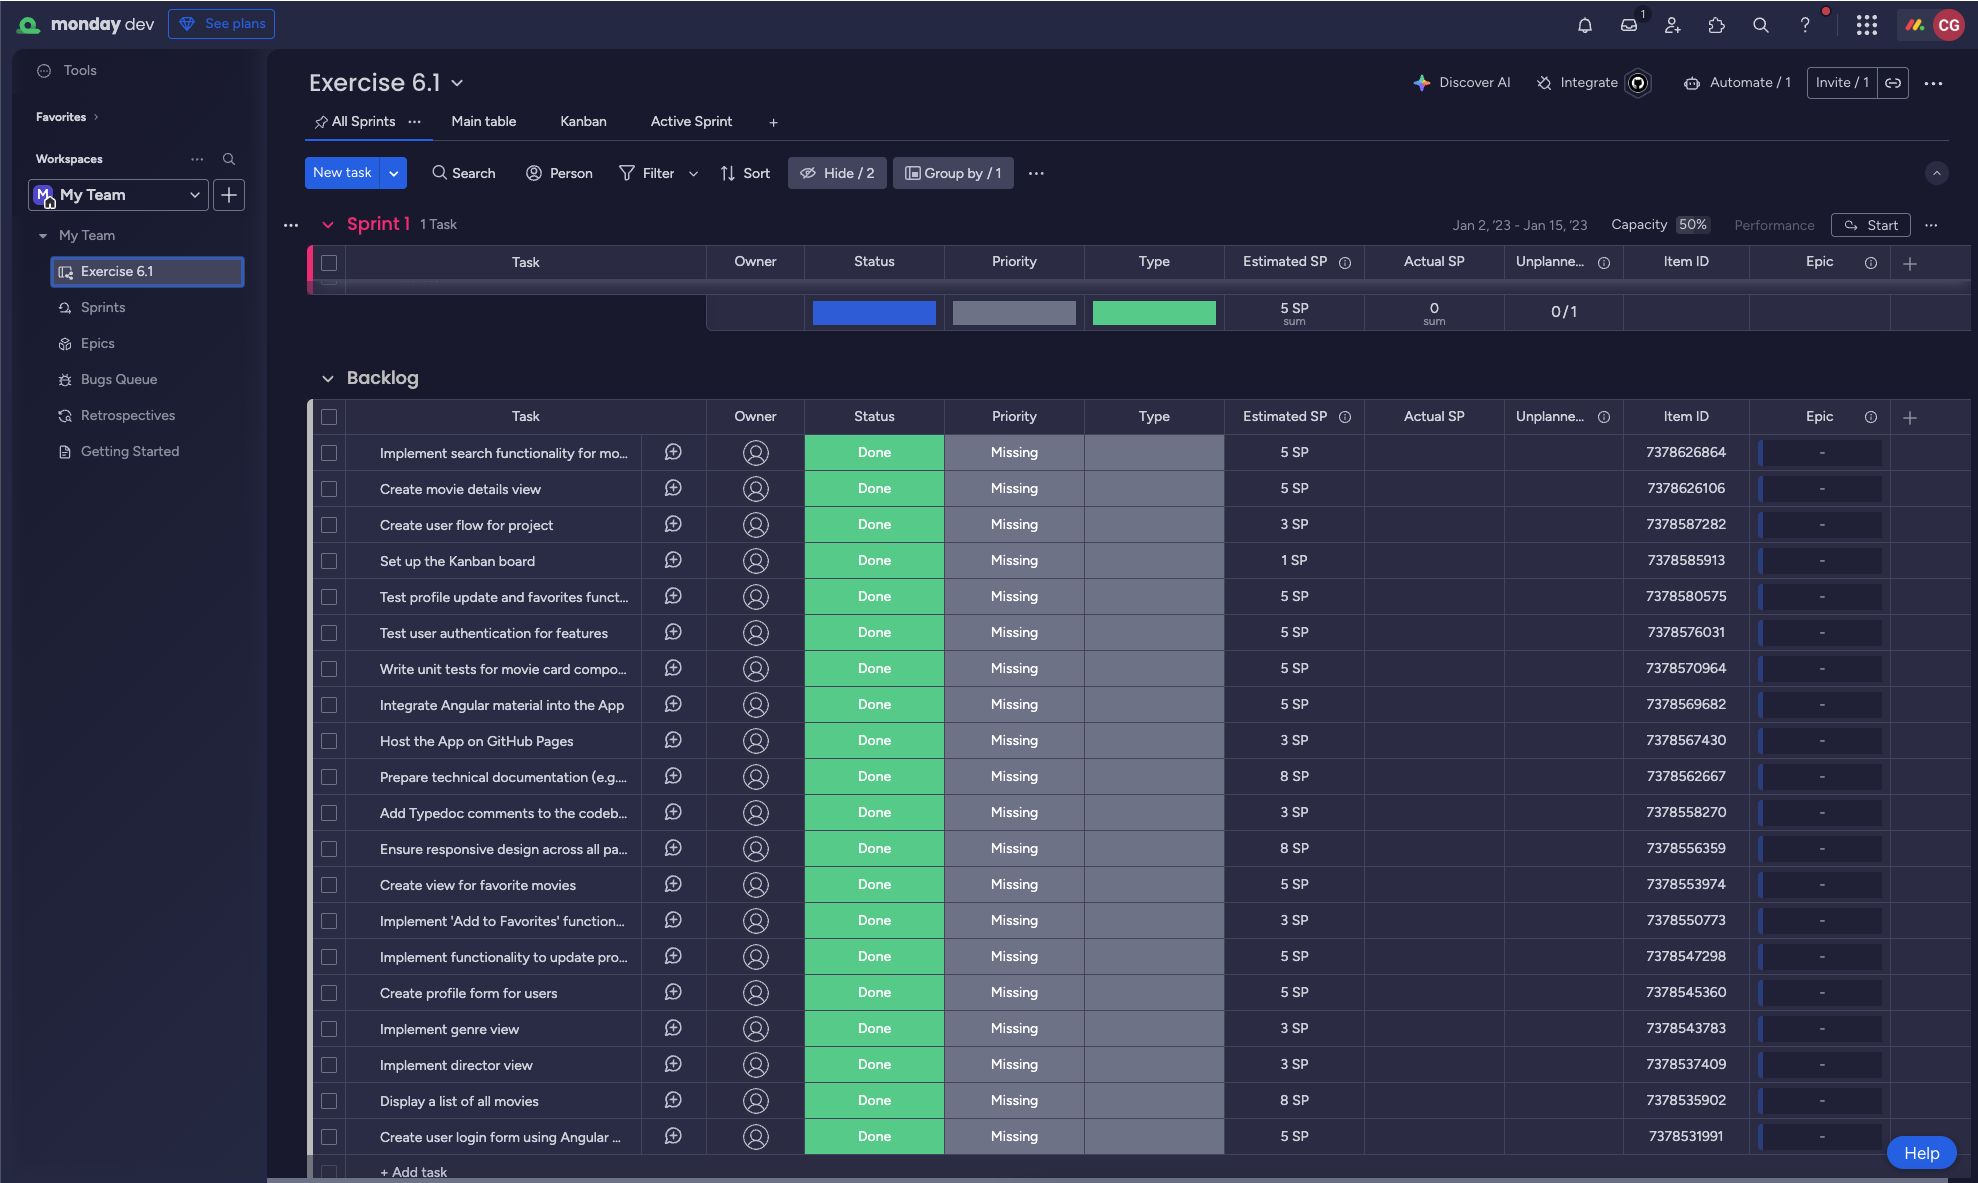 monday dev See plans
1 ? CG
Tools
Favorites
Workspaces
M My Team
My Team
Exercise 6.1
Sprints
Epics
Bugs Queue
Retrospectives
Getting Started
Exercise 6.1
Discover AI Integrate Automate / 1 Invite / 1
All Sprints Main table Kanban Active Sprint +
New task Search Person Filter Sort Hide / 2 Group by / 1
Sprint 1 1 Task Jan 2, '23 - Jan 15, '23 Capacity 50% Performance Start
Task Owner Status Priority Type Estimated SP Actual SP Unplanne... Item ID Epic
5 SP 0 0 / 1
sum sum
Backlog
Task Owner Status Priority Type Estimated SP Actual SP Unplanne... Item ID Epic
Implement search functionality for mo... Done Missing 5 SP 7378626864 -
Create movie details view Done Missing 5 SP 7378626106 -
Create user flow for project Done Missing 3 SP 7378587282 -
Set up the Kanban board Done Missing 1 SP 7378585913 -
Test profile update and favorites funct... Done Missing 5 SP 7378580575 -
Test user authentication for features Done Missing 5 SP 7378576031 -
Write unit tests for movie card compo... Done Missing 5 SP 7378570964 -
Integrate Angular material into the App Done Missing 5 SP 7378569682 -
Host the App on GitHub Pages Done Missing 3 SP 7378567430 -
Prepare technical documentation (e.g.... Done Missing 8 SP 7378562667 -
Add Typedoc comments to the codeb... Done Missing 3 SP 7378558270 -
Ensure responsive design across all pa... Done Missing 8 SP 7378556359 -
Create view for favorite movies Done Missing 5 SP 7378553974 -
Implement 'Add to Favorites' function... Done Missing 3 SP 7378550773 -
Implement functionality to update pro... Done Missing 5 SP 7378547298 -
Create profile form for users Done Missing 5 SP 7378545360 -
Implement genre view Done Missing 3 SP 7378543783 -
Implement director view Done Missing 3 SP 7378537409 -
Display a list of all movies Done Missing 8 SP 7378535902 -
Create user login form using Angular ... Done Missing 5 SP 7378531991 -
+ Add task
Help